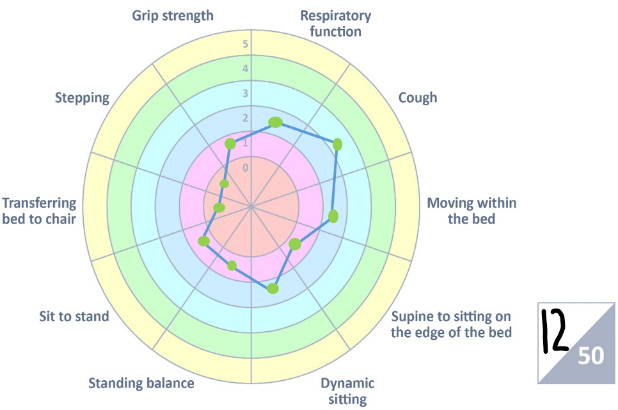 Grip strength
Respiratory
function
Stepping
Cough
5
4
3
2
1
0
Transferring
bed to chair
Moving within
the bed
Sit to stand
Supine to sitting on
the edge of the bed
Standing balance
Dynamic
sitting
12
50